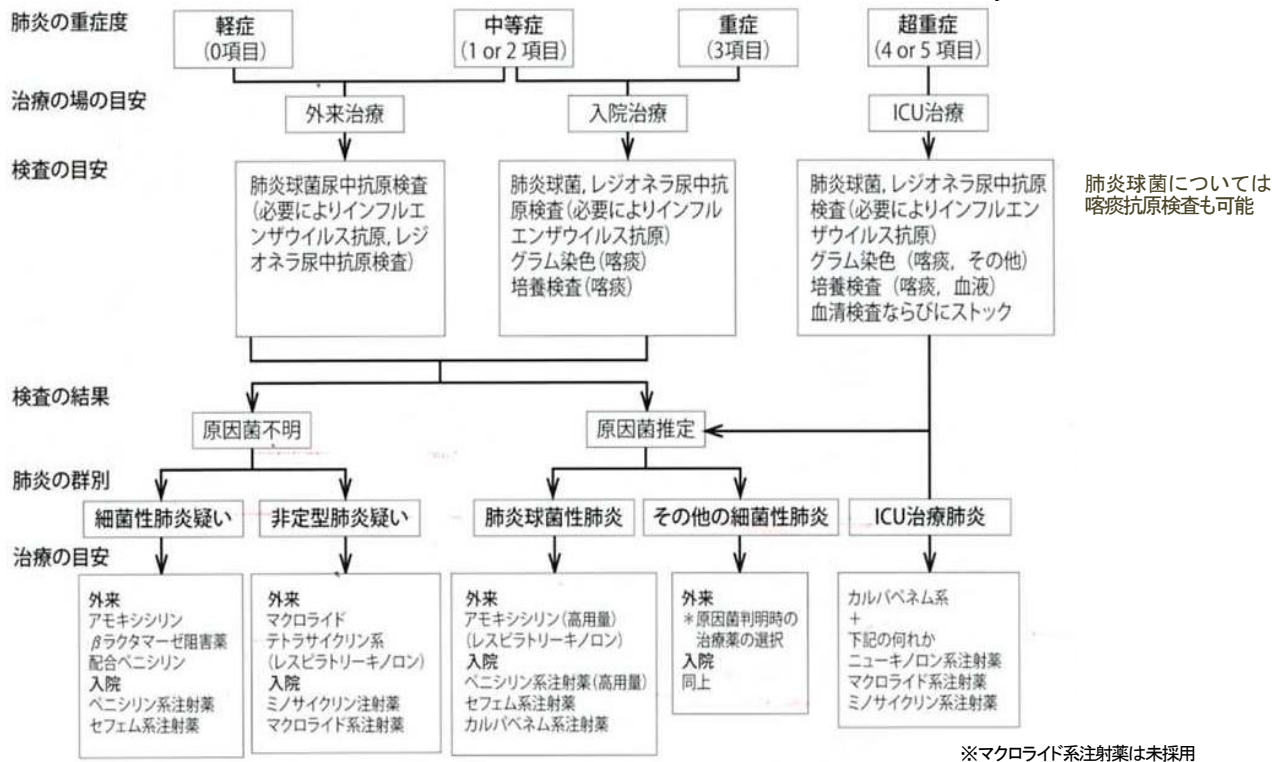 肺炎の重症度
軽症
(0項目)
中等症
(1 or 2 項目)
重症
(3項目)
超重症
(4 or 5 項目)
治療の場の目安
外来治療
入院治療
ICU治療
検査の目安
肺炎球菌尿中抗原検査
(必要によりインフルエ
ンザウイルス抗原, レジ
オネラ尿中抗原検査)
肺炎球菌, レジオネラ尿中抗
原検査(必要によりインフル
エンザウイルス抗原)
グラム染色(喀痰)
培養検査(喀痰)
肺炎球菌, レジオネラ尿中抗原
検査(必要によりインフルエン
ザウイルス抗原)
グラム染色 (喀痰, その他)
培養検査 (喀痰, 血液)
血清検査ならびにストック
肺炎球菌については
喀痰抗原検査も可能
検査の結果
原因菌不明
原因菌推定
肺炎の群別
細菌性肺炎疑い
非定型肺炎疑い
肺炎球菌性肺炎
その他の細菌性肺炎
ICU治療肺炎
治療の目安
外来
アモキシシリン
βラクタマーゼ阻害薬
配合ペニシリン
入院
ペニシリン系注射薬
セフェム系注射薬
外来
マクロライド
テトラサイクリン系
(レスピラトリーキノロン)
入院
ミノサイクリン注射薬
マクロライド系注射薬
外来
アモキシシリン(高用量)
(レスピラトリーキノロン)
入院
ペニシリン系注射薬(高用量)
セフェム系注射薬
カルバペネム系注射薬
外来
*原因菌判明時の
治療薬の選択
入院
同上
カルバペネム系
+
下記の何れか
ニューキノロン系注射薬
マクロライド系注射薬
ミノサイクリン系注射薬
※マクロライド系注射薬は未採用